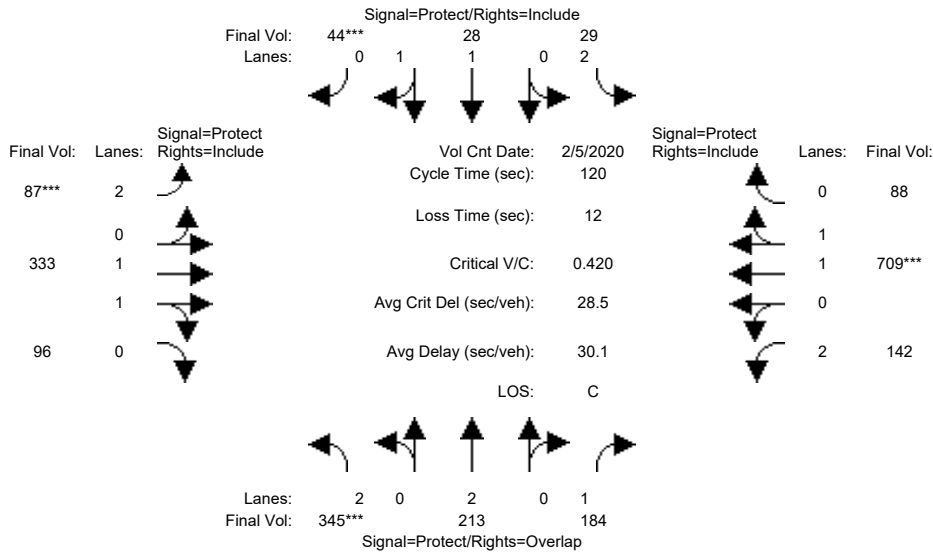 Signal=Protect/Rights=Include
Final Vol: 44*** 28 29
Lanes: 0 1 1 0 2
Signal=Protect
Final Vol: Lanes: Rights=Include
Vol Cnt Date: 2/5/2020
Signal=Protect
Rights=Include Lanes: Final Vol:
Cycle Time (sec): 120
87*** 2
0 88
Loss Time (sec): 12
0
1
333 1
Critical V/C: 0.420
1 709***
1
Avg Crit Del (sec/veh): 28.5
0
96 0
Avg Delay (sec/veh): 30.1
2 142
LOS: C
Lanes: 2 0 2 0 1
Final Vol: 345*** 213 184
Signal=Protect/Rights=Overlap